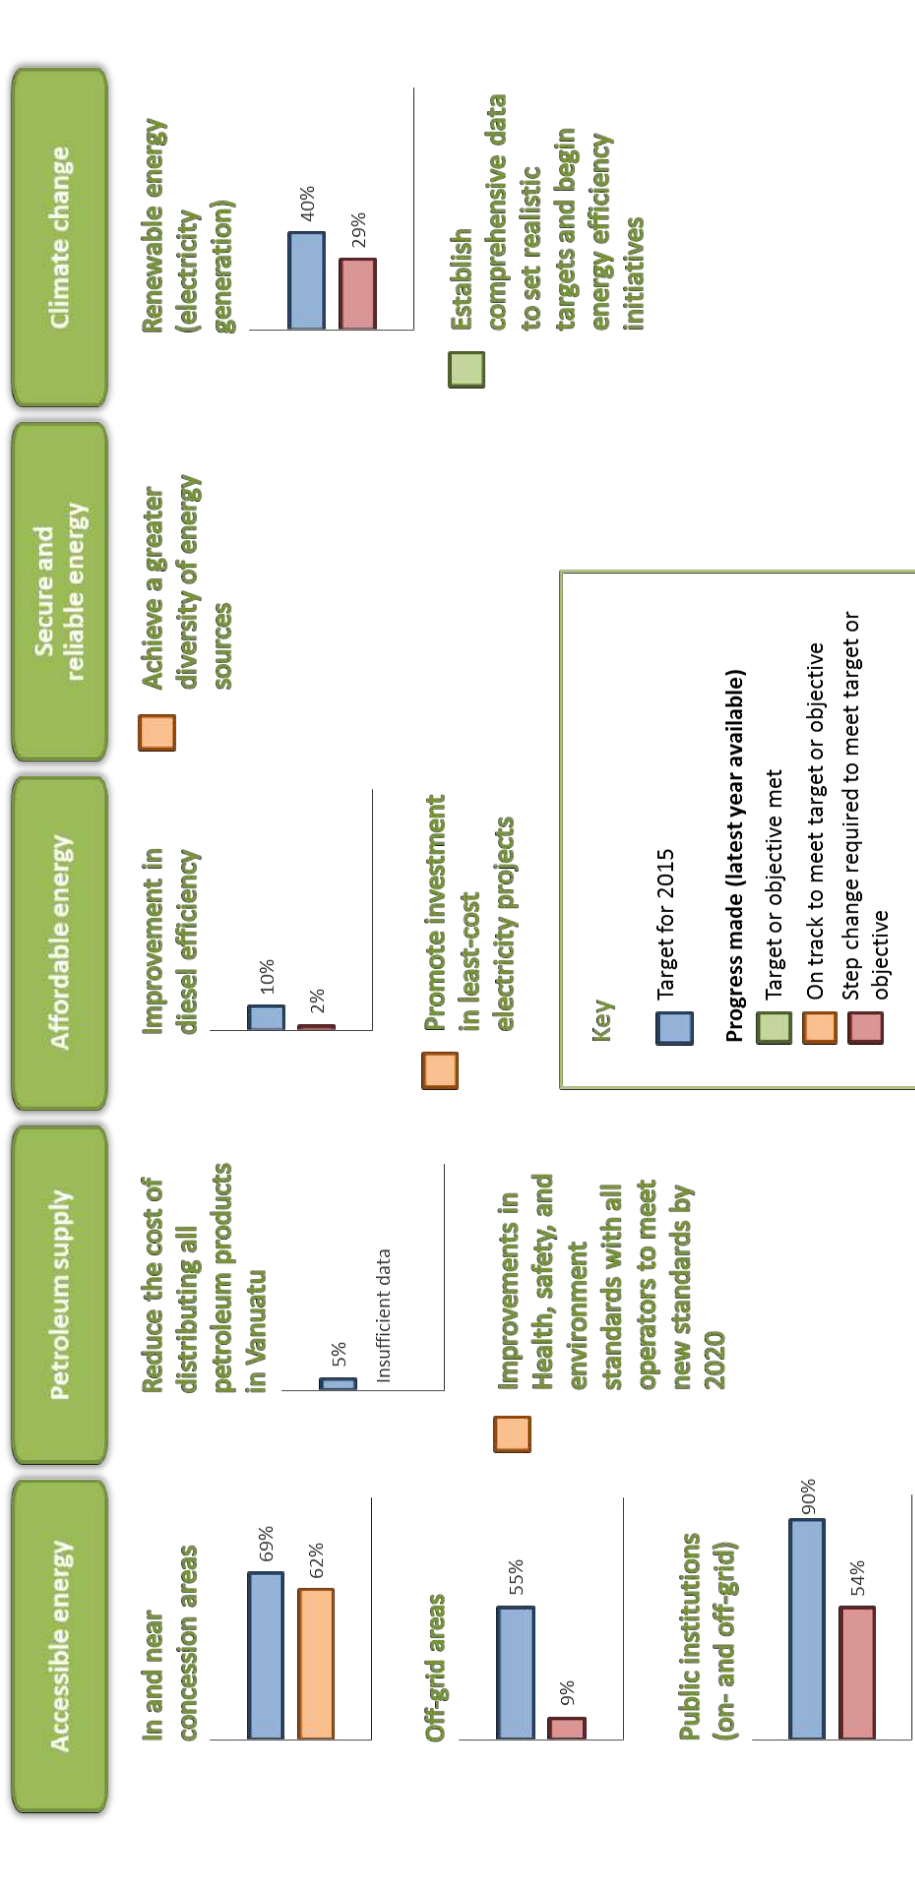 Accessible energy
In and near
concession areas
69%
62%
Off-grid areas
55%
9%
Public institutions
(on- and off-grid)
90%
54%
Petroleum supply
Reduce the cost of
distributing all
petroleum products
in Vanuatu
5%
Insufficient data
Improvements in
Health, safety, and
environment
standards with all
operators to meet
new standards by
2020
Affordable energy
Improvement in
diesel efficiency
10%
2%
Promote investment
in least-cost
electricity projects
Secure and
reliable energy
Achieve a greater
diversity of energy
sources
Climate change
Renewable energy
(electricity
generation)
40%
29%
Establish
comprehensive data
to set realistic
targets and begin
energy efficiency
initiatives
Key
Target for 2015
Progress made (latest year available)
Target or objective met
On track to meet target or objective
Step change required to meet target or
objective